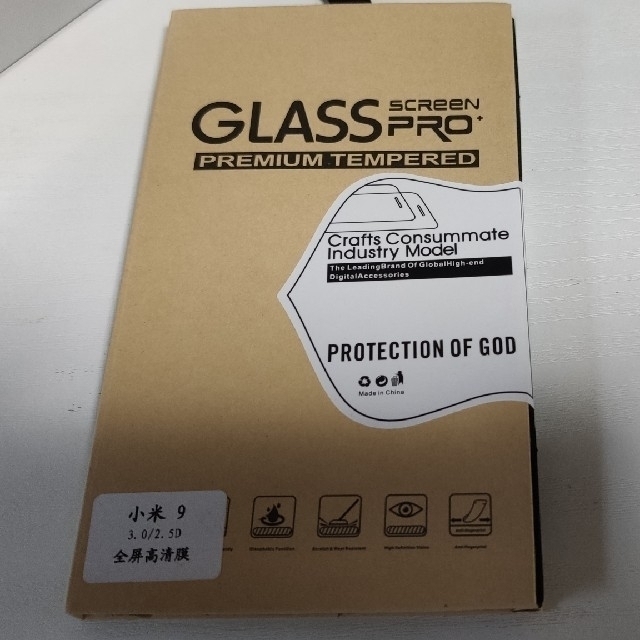 GLASS
SCREEN
PRO+
PREMIUM TEMPERED
Crafts Consummate
Industry Model
The LeadingBrand Of GlobalHigh-end
DigitalAccessories
PROTECTION OF GOD
Made in China
小米 9
3.0/2.5D
全屏高清膜